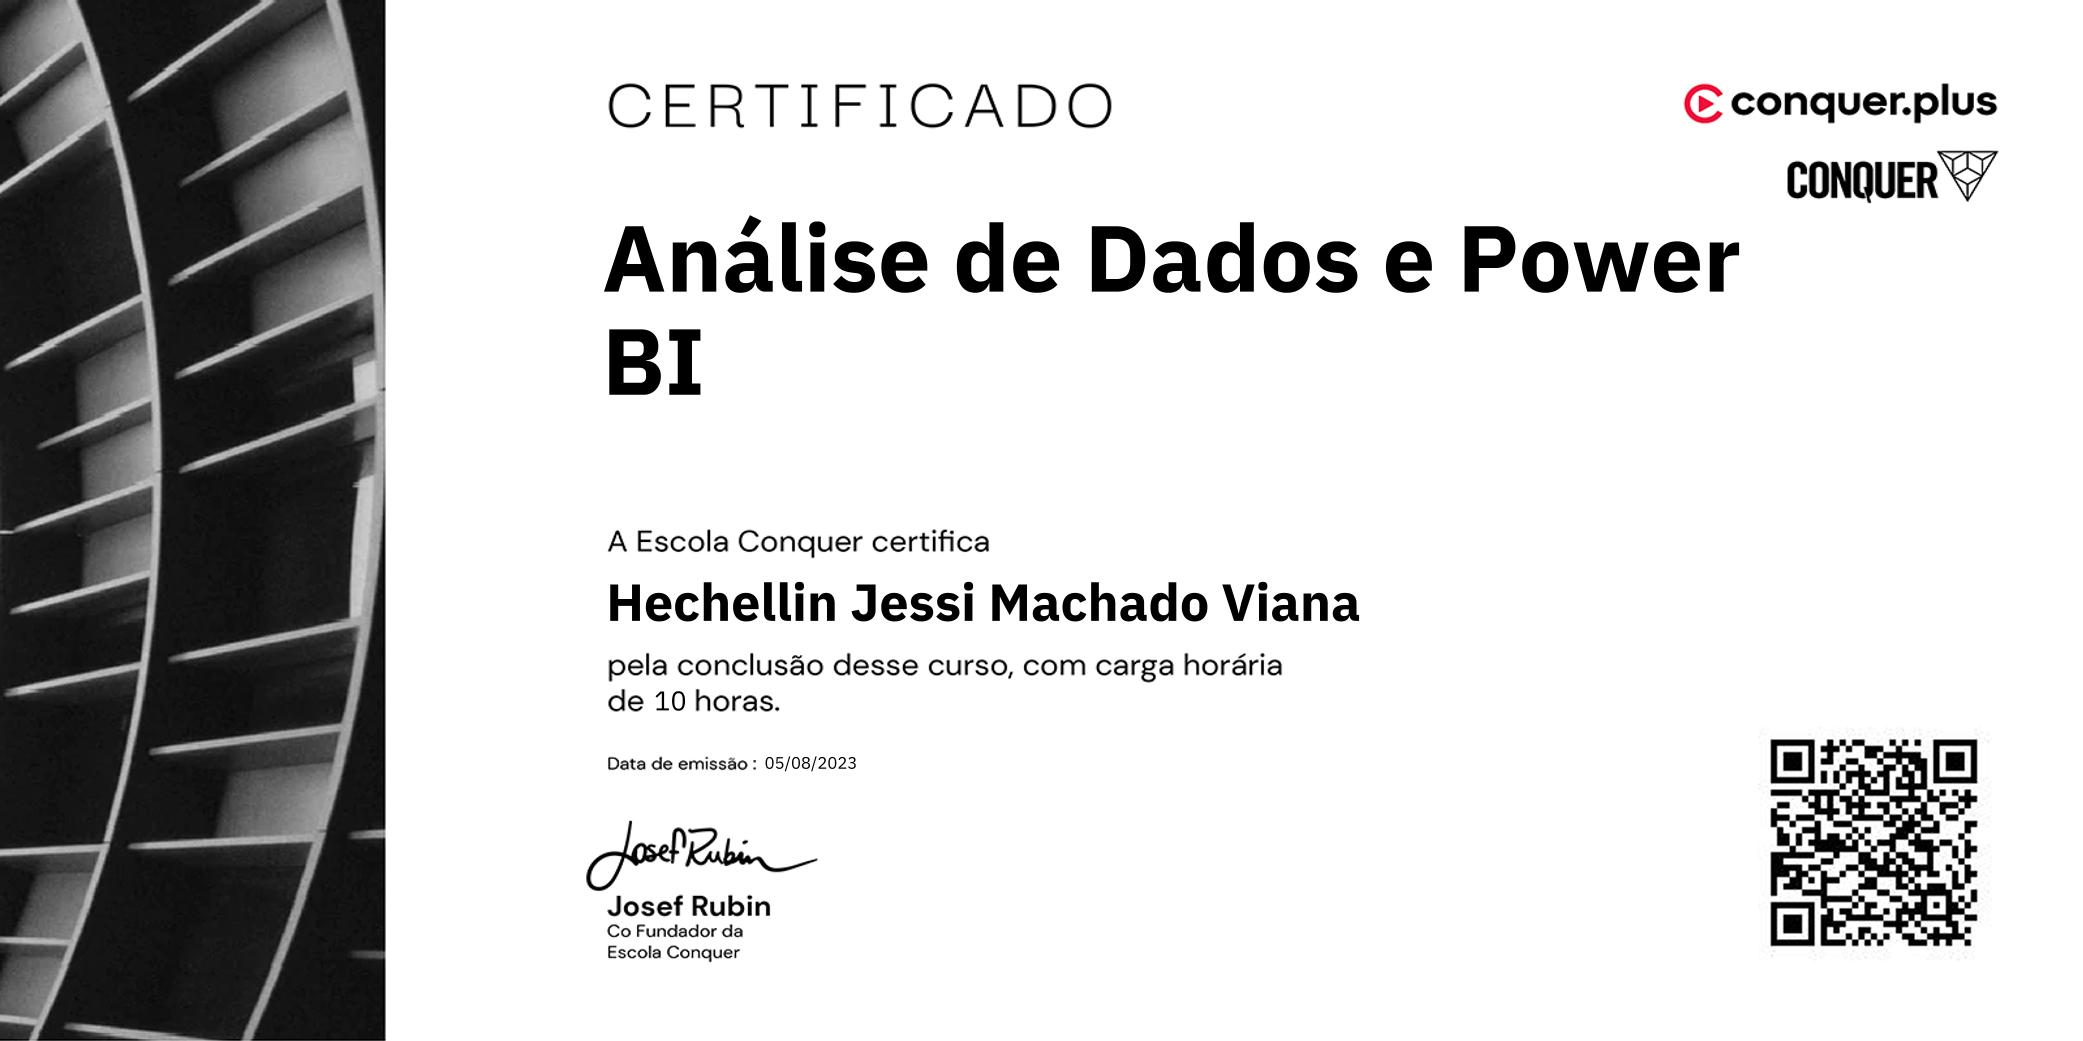 CERTIFICADO
conquer.plus
CONQUER
Análise de Dados e Power
BI
A Escola Conquer certifica
Hechellin Jessi Machado Viana
pela conclusão desse curso, com carga horária
de 10 horas.
Data de emissão : 05/08/2023
Josef Rubin
Josef Rubin
Co Fundador da
Escola Conquer